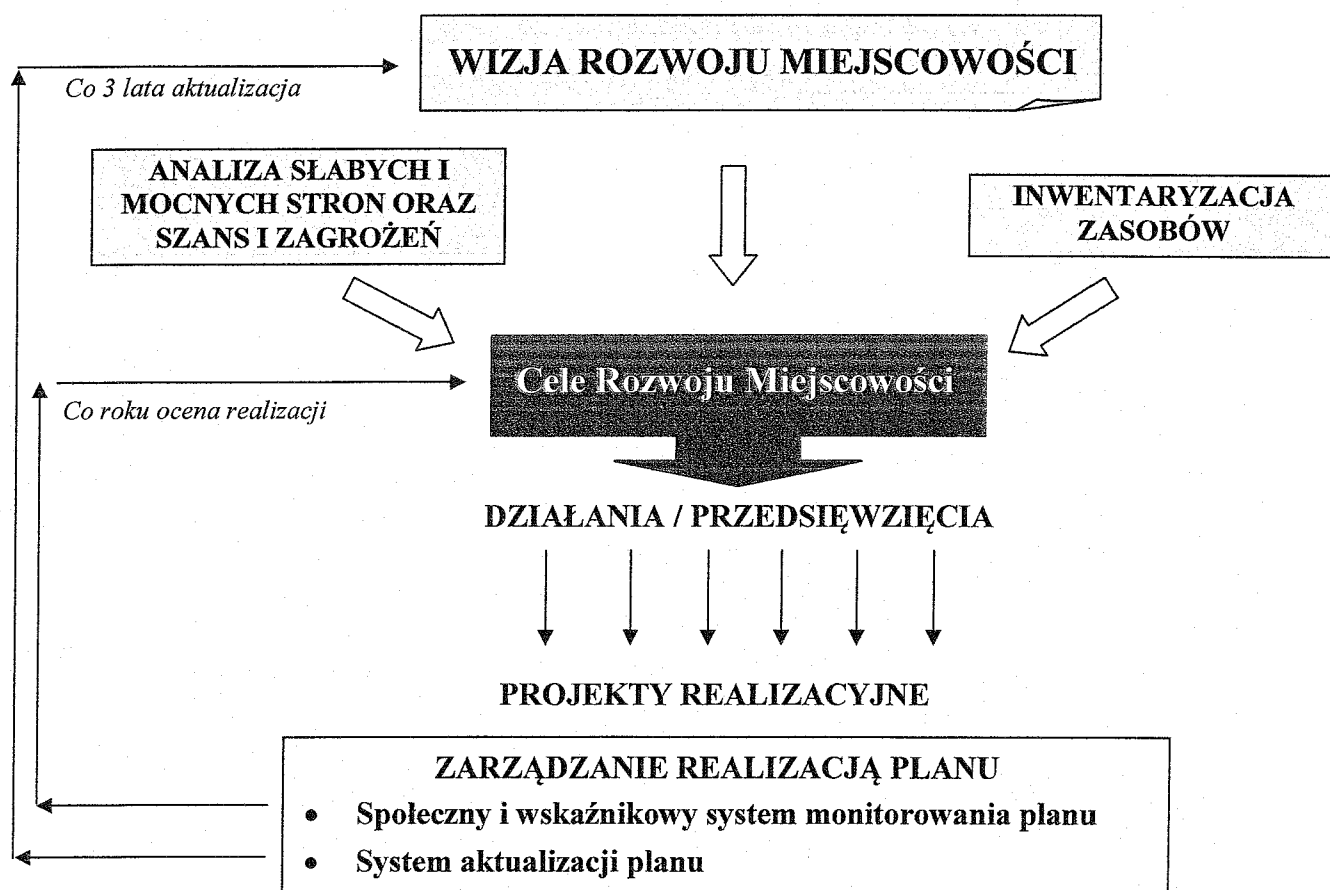 WIZJA ROZWOJU MIEJSCOWOŚCI
Co 3 lata aktualizacja
ANALIZA SŁABYCH I
MOCNYCH STRON ORAZ
SZANS I ZAGROŻEŃ
INWENTARYZACJA
ZASOBÓW
Cele Rozwoju Miejscowości
Co roku ocena realizacji
DZIAŁANIA / PRZEDSIĘWZIĘCIA
PROJEKTY REALIZACYJNE
ZARZĄDZANIE REALIZACJĄ PLANU
• Społeczny i wskaźnikowy system monitorowania planu
• System aktualizacji planu